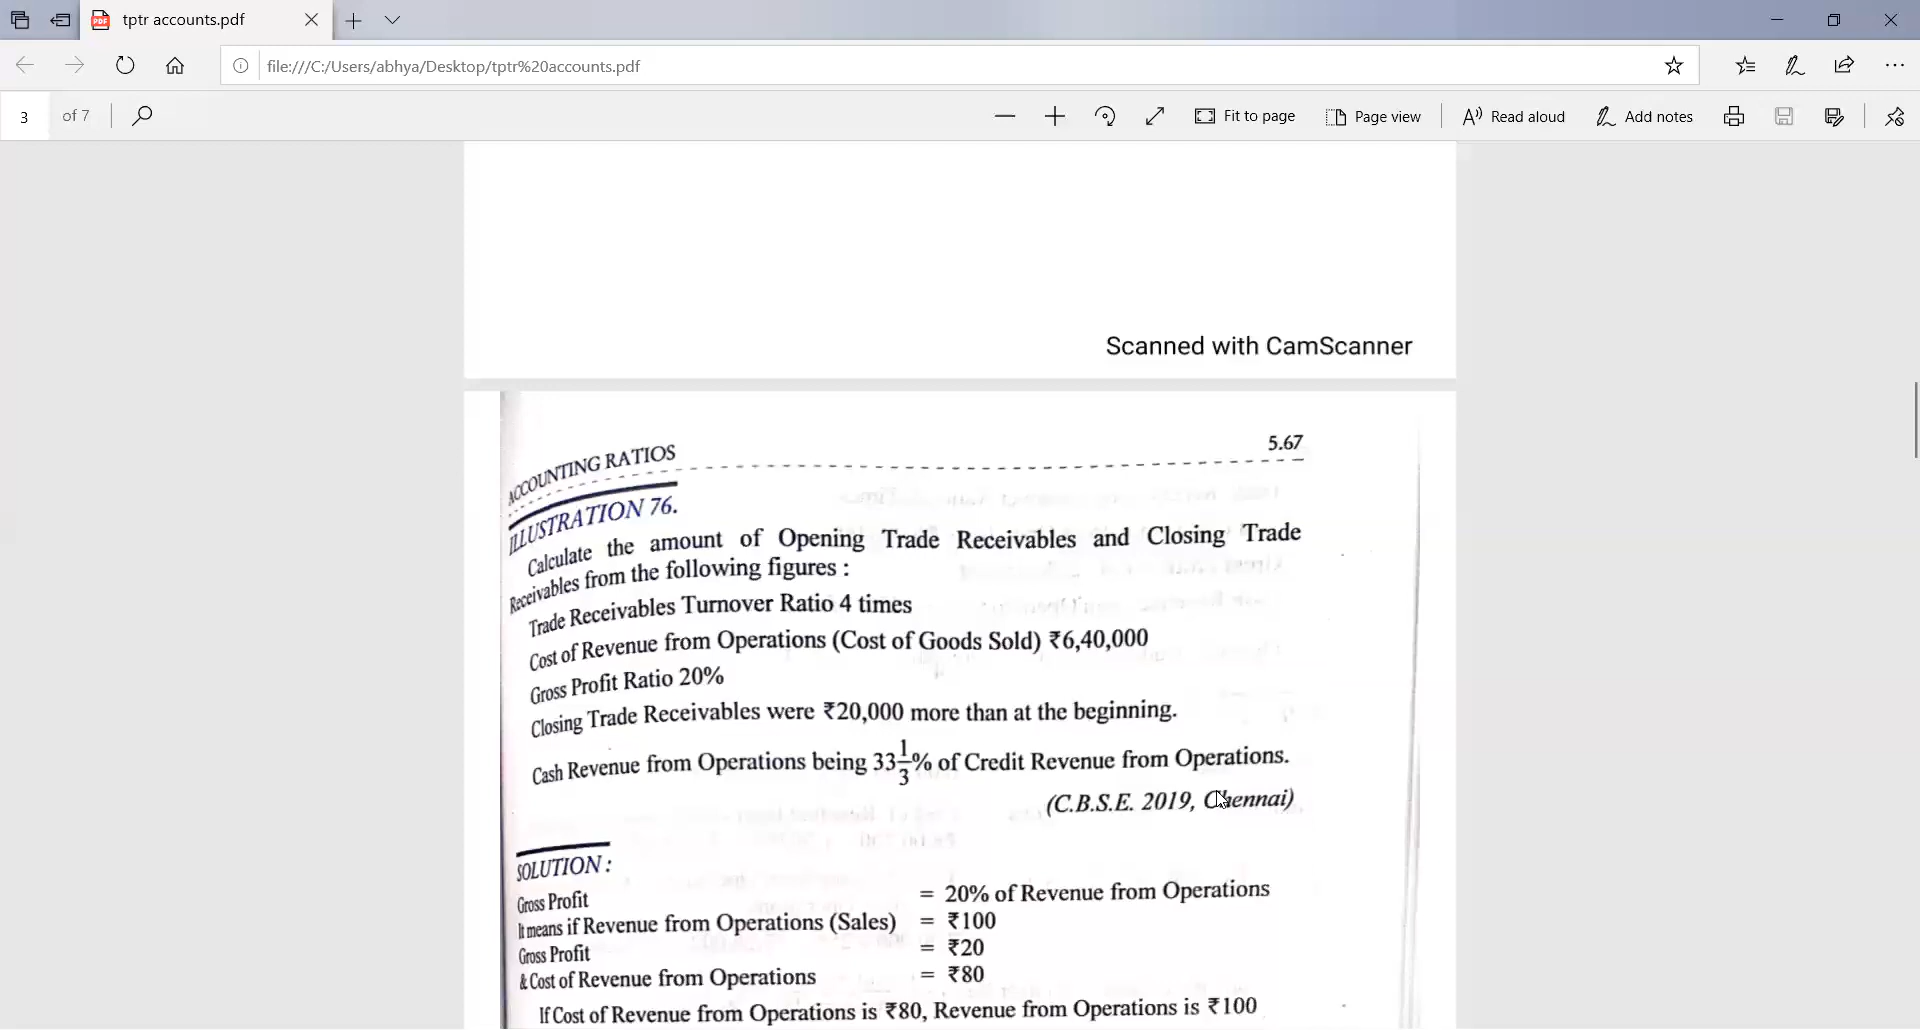 tptr accounts.pdf
file:///C:/Users/abhya/Desktop/tptr%20accounts.pdf
3 of 7 Fit to page Page view Read aloud Add notes
Scanned with CamScanner
ACCOUNTING RATIOS 5.67
ILLUSTRATION 76.
Calculate the amount of Opening Trade Receivables and Closing Trade
Receivables from the following figures :
Trade Receivables Turnover Ratio 4 times
Cost of Revenue from Operations (Cost of Goods Sold) ₹6,40,000
Gross Profit Ratio 20%
Closing Trade Receivables were ₹20,000 more than at the beginning.
Cash Revenue from Operations being 33 1/3% of Credit Revenue from Operations.
(C.B.S.E. 2019, Chennai)
SOLUTION :
Gross Profit = 20% of Revenue from Operations
It means if Revenue from Operations (Sales) = ₹100
Gross Profit = ₹20
& Cost of Revenue from Operations = ₹80
If Cost of Revenue from Operations is ₹80, Revenue from Operations is ₹100